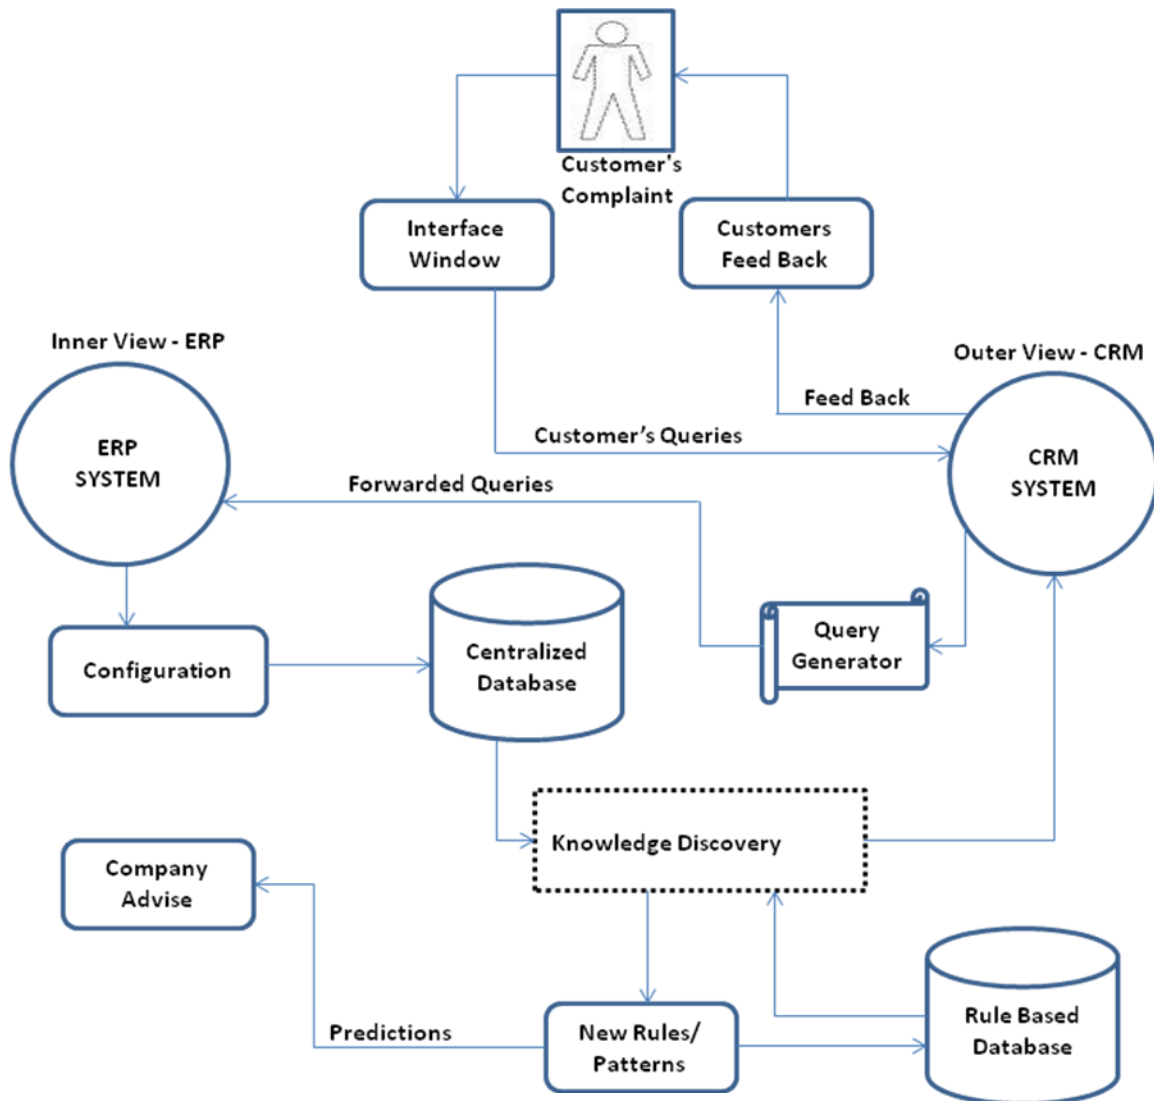 Customer's
Complaint
Interface
Window
Customers
Feed Back
Inner View - ERP
Outer View - CRM
Feed Back
ERP
SYSTEM
Customer’s Queries
CRM
SYSTEM
Forwarded Queries
Configuration
Centralized
Database
Query
Generator
Knowledge Discovery
Company
Advise
Predictions
New Rules/
Patterns
Rule Based
Database